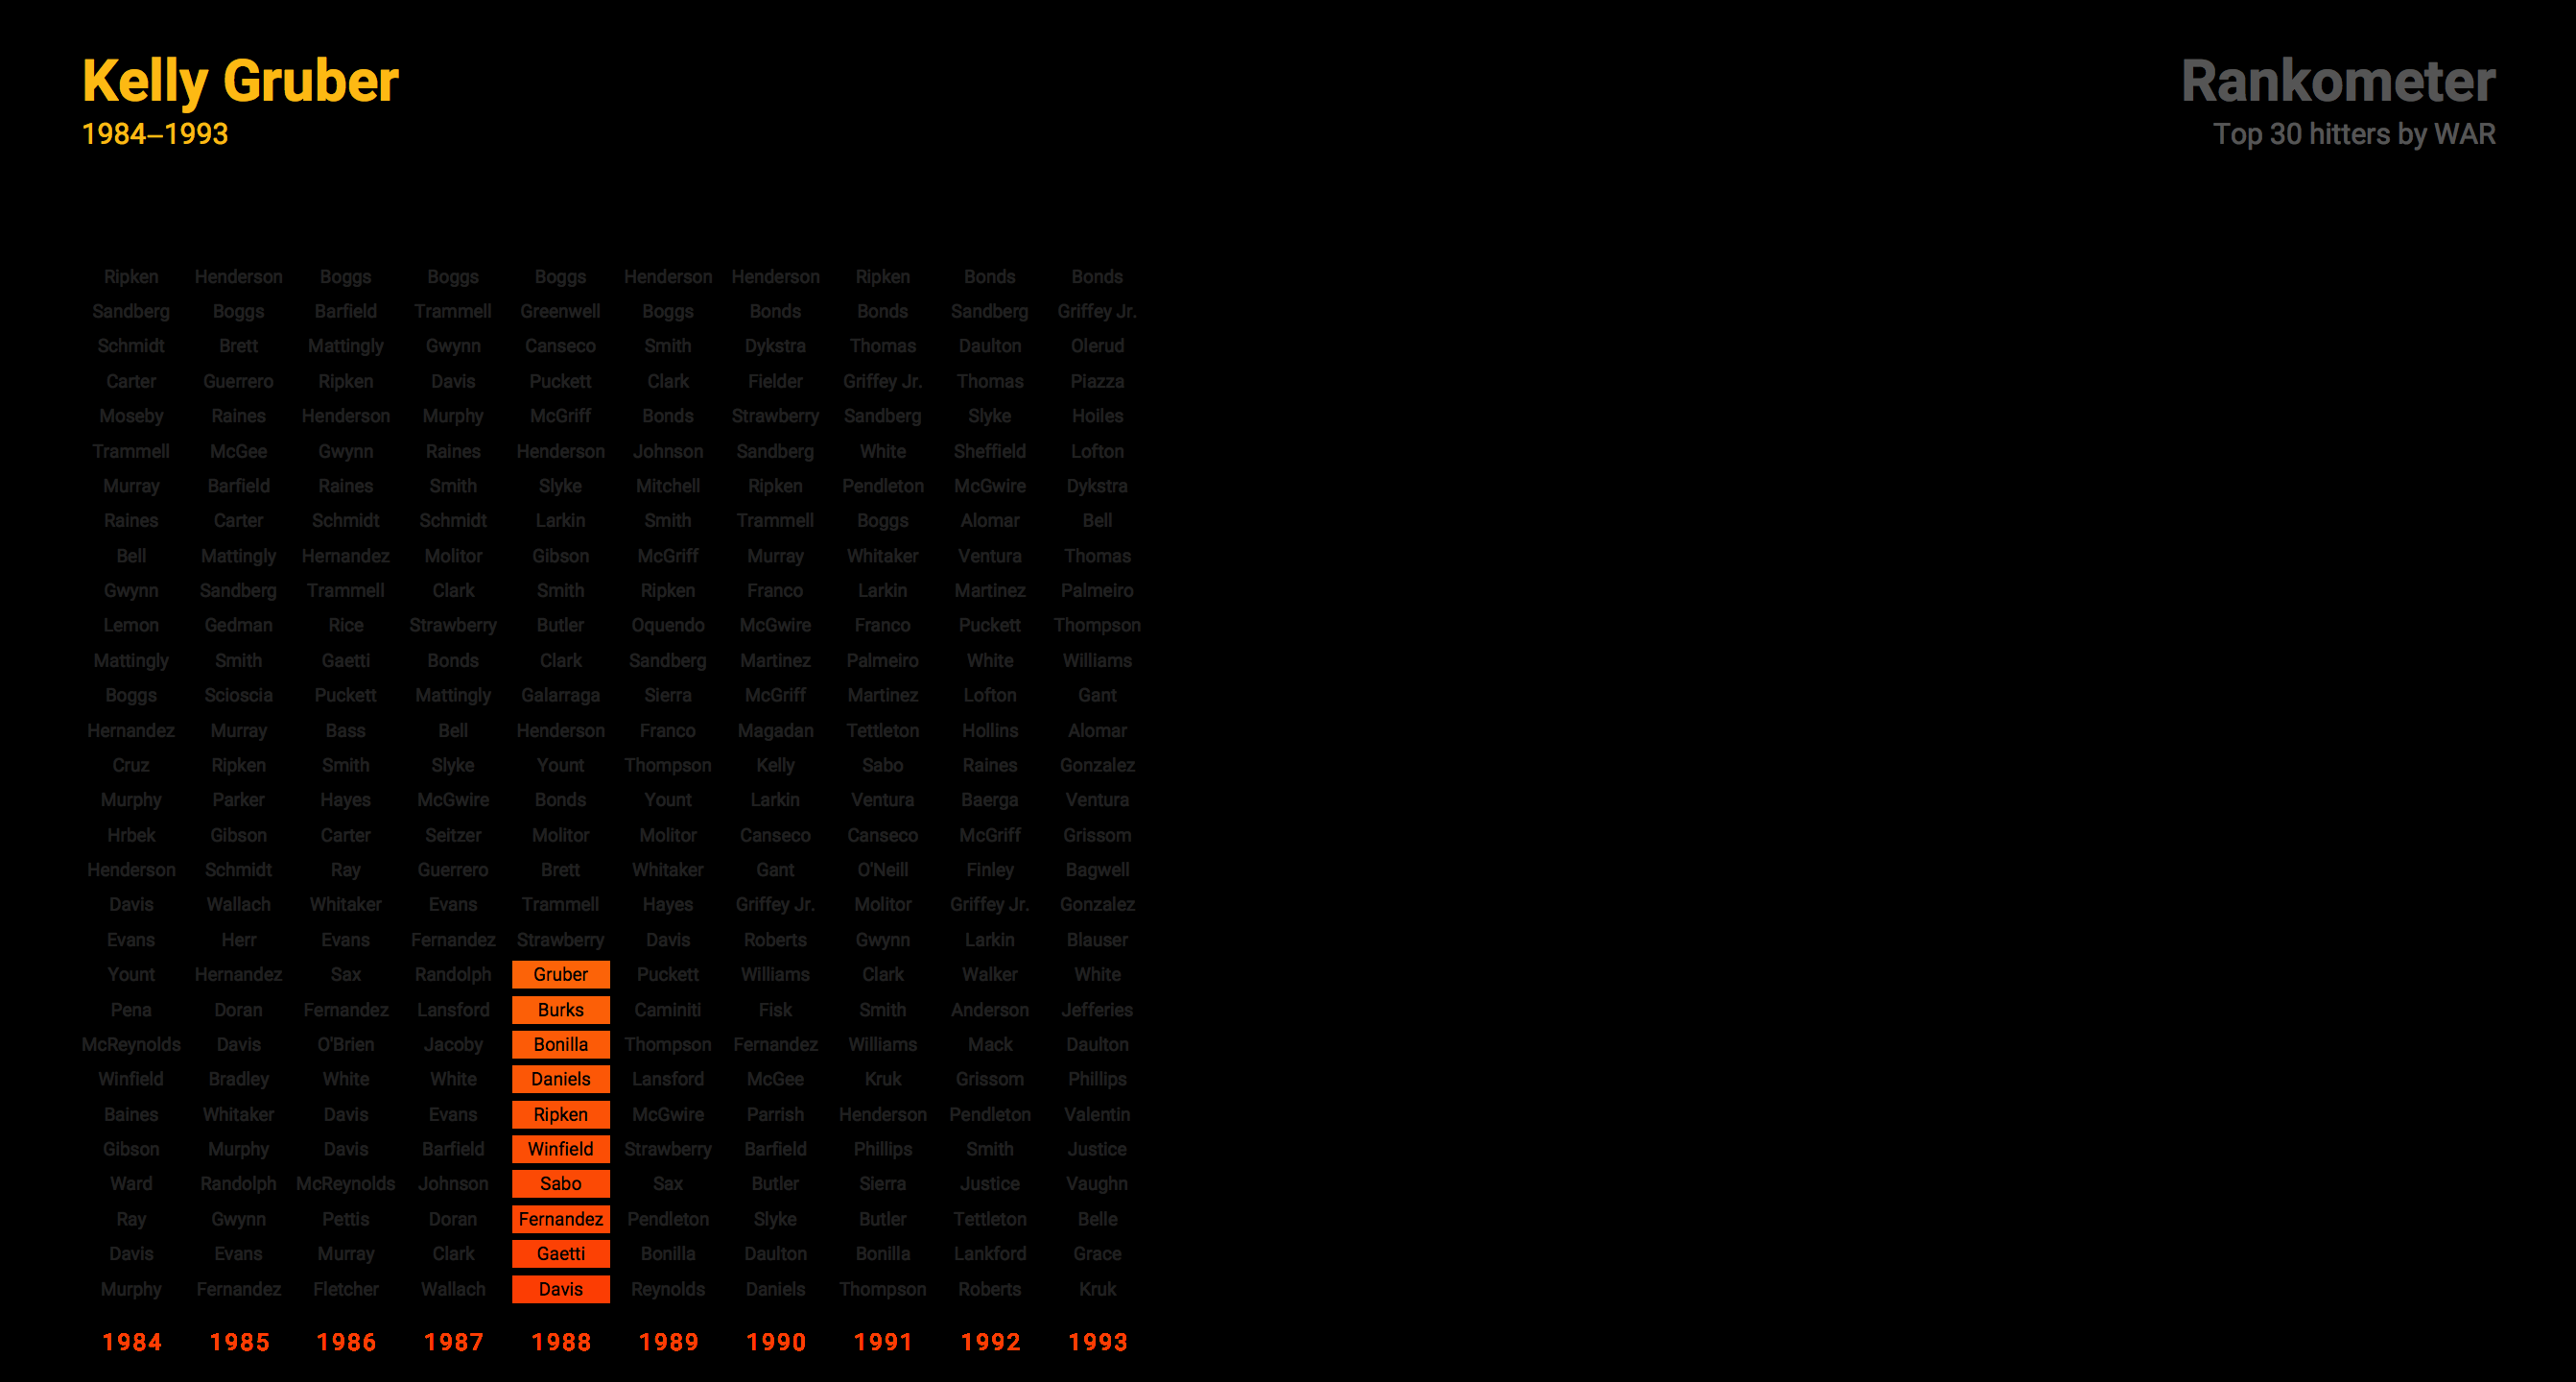 Kelly Gruber
1984–1993
Rankometer
Top 30 hitters by WAR
Ripken Henderson Boggs Boggs Boggs Henderson Henderson Ripken Bonds Bonds
Sandberg Boggs Barfield Trammell Greenwell Boggs Bonds Bonds Sandberg Griffey Jr.
Schmidt Brett Mattingly Gwynn Canseco Smith Dykstra Thomas Daulton Olerud
Carter Guerrero Ripken Davis Puckett Clark Fielder Griffey Jr. Thomas Piazza
Moseby Raines Henderson Murphy McGriff Bonds Strawberry Sandberg Slyke Hoiles
Trammell McGee Gwynn Raines Henderson Johnson Sandberg White Sheffield Lofton
Murray Barfield Raines Smith Slyke Mitchell Ripken Pendleton McGwire Dykstra
Raines Carter Schmidt Schmidt Larkin Smith Trammell Boggs Alomar Bell
Bell Mattingly Hernandez Molitor Gibson McGriff Murray Whitaker Ventura Thomas
Gwynn Sandberg Trammell Clark Smith Ripken Franco Larkin Martinez Palmeiro
Lemon Gedman Rice Strawberry Butler Oquendo McGwire Franco Puckett Thompson
Mattingly Smith Gaetti Bonds Clark Sandberg Martinez Palmeiro White Williams
Boggs Scioscia Puckett Mattingly Galarraga Sierra McGriff Martinez Lofton Gant
Hernandez Murray Bass Bell Henderson Franco Magadan Tettleton Hollins Alomar
Cruz Ripken Smith Slyke Yount Thompson Kelly Sabo Raines Gonzalez
Murphy Parker Hayes McGwire Bonds Yount Larkin Ventura Baerga Ventura
Hrbek Gibson Carter Seitzer Molitor Molitor Canseco Canseco McGriff Grissom
Henderson Schmidt Ray Guerrero Brett Whitaker Gant O'Neill Finley Bagwell
Davis Wallach Whitaker Evans Trammell Hayes Griffey Jr. Molitor Griffey Jr. Gonzalez
Evans Herr Evans Fernandez Strawberry Davis Roberts Gwynn Larkin Blauser
Yount Hernandez Sax Randolph Gruber Puckett Williams Clark Walker White
Pena Doran Fernandez Lansford Burks Caminiti Fisk Smith Anderson Jefferies
McReynolds Davis O'Brien Jacoby Bonilla Thompson Fernandez Williams Mack Daulton
Winfield Bradley White White Daniels Lansford McGee Kruk Grissom Phillips
Baines Whitaker Davis Evans Ripken McGwire Parrish Henderson Pendleton Valentin
Gibson Murphy Davis Barfield Winfield Strawberry Barfield Phillips Smith Justice
Ward Randolph McReynolds Johnson Sabo Sax Butler Sierra Justice Vaughn
Ray Gwynn Pettis Doran Fernandez Pendleton Slyke Butler Tettleton Belle
Davis Evans Murray Clark Gaetti Bonilla Daulton Bonilla Lankford Grace
Murphy Fernandez Fletcher Wallach Davis Reynolds Daniels Thompson Roberts Kruk
1984 1985 1986 1987 1988 1989 1990 1991 1992 1993